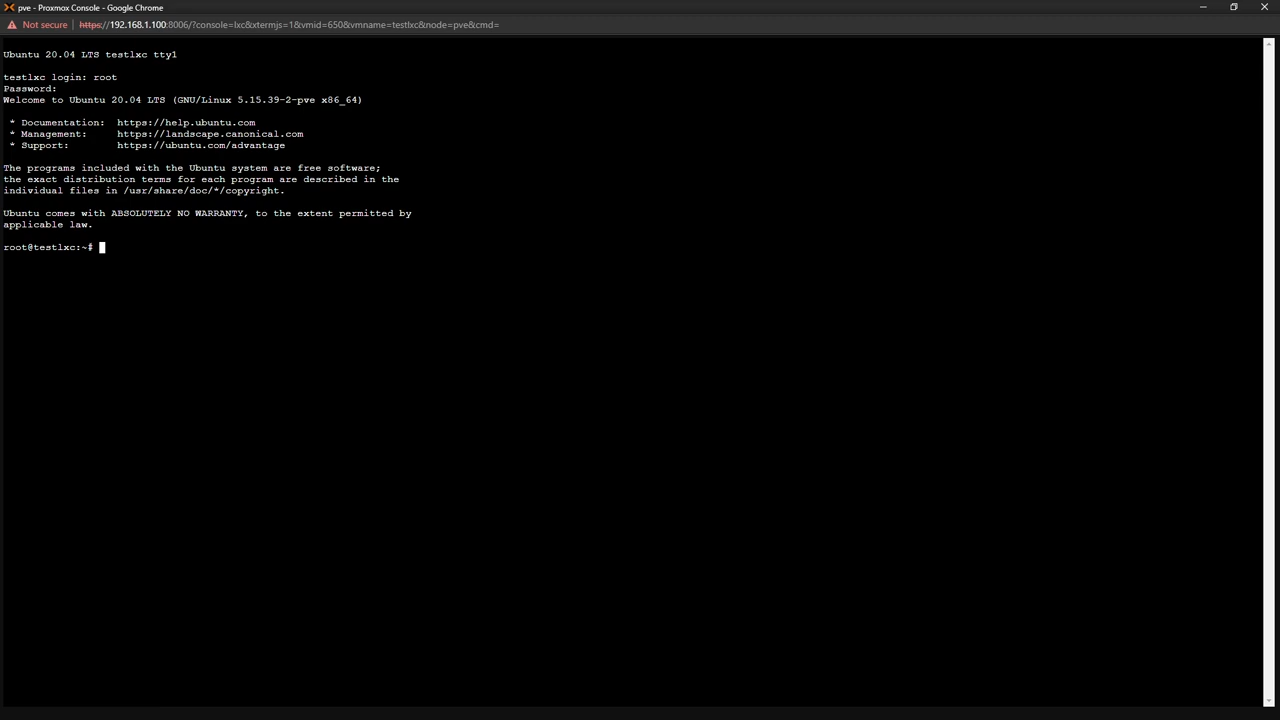 pve - Proxmox Console - Google Chrome
Not secure https://192.168.1.100:8006/?console=lxc&xtermjs=1&vmid=650&vmname=testlxc&node=pve&cmd=
Ubuntu 20.04 LTS testlxc tty1
testlxc login: root
Password:
Welcome to Ubuntu 20.04 LTS (GNU/Linux 5.15.39-2-pve x86_64)
* Documentation:  https://help.ubuntu.com
* Management:     https://landscape.canonical.com
* Support:        https://ubuntu.com/advantage
The programs included with the Ubuntu system are free software;
the exact distribution terms for each program are described in the
individual files in /usr/share/doc/*/copyright.
Ubuntu comes with ABSOLUTELY NO WARRANTY, to the extent permitted by
applicable law.
root@testlxc:~#